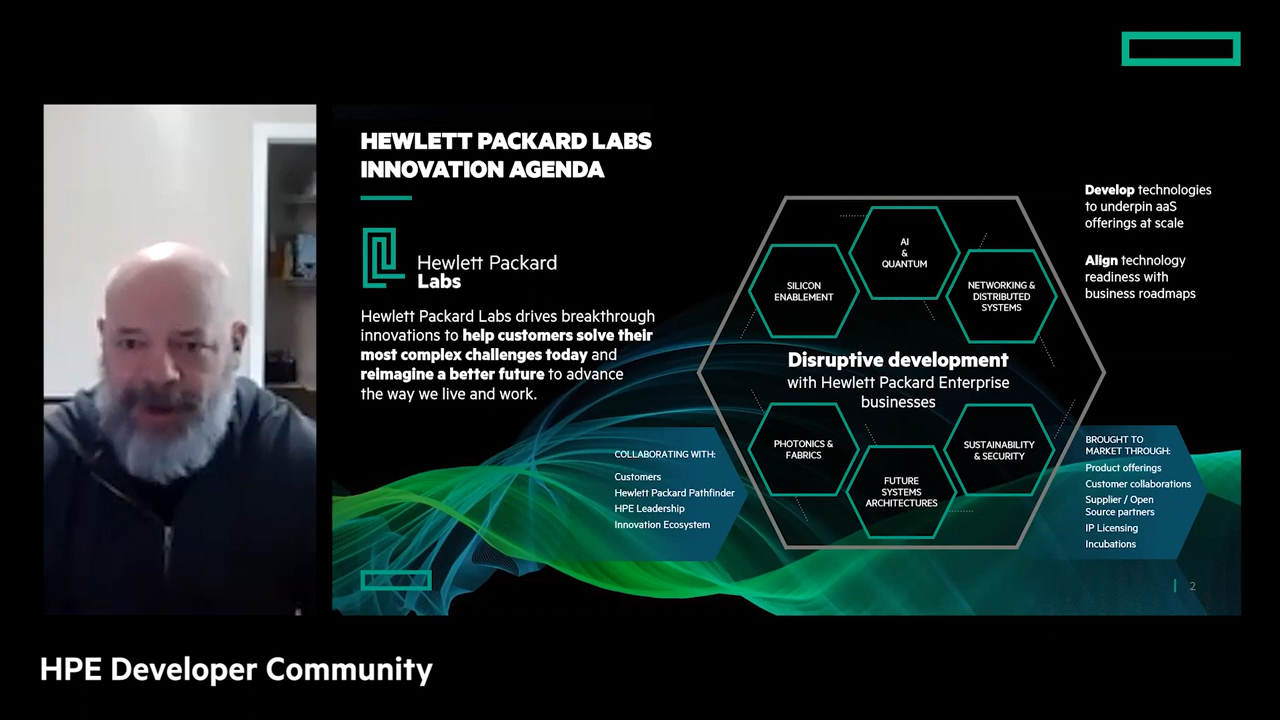 HEWLETT PACKARD LABS
INNOVATION AGENDA
Hewlett Packard
Labs
Hewlett Packard Labs drives breakthrough
innovations to help customers solve their
most complex challenges today and
reimagine a better future to advance
the way we live and work.
COLLABORATING WITH:
Customers
Hewlett Packard Pathfinder
HPE Leadership
Innovation Ecosystem
SILICON
ENABLEMENT
AI
&
QUANTUM
NETWORKING &
DISTRIBUTED
SYSTEMS
Disruptive development
with Hewlett Packard Enterprise
businesses
PHOTONICS &
FABRICS
FUTURE
SYSTEMS
ARCHITECTURES
SUSTAINABILITY
& SECURITY
Develop technologies
to underpin aaS
offerings at scale
Align technology
readiness with
business roadmaps
BROUGHT TO
MARKET THROUGH:
Product offerings
Customer collaborations
Supplier / Open
Source partners
IP Licensing
Incubations
2
HPE Developer Community